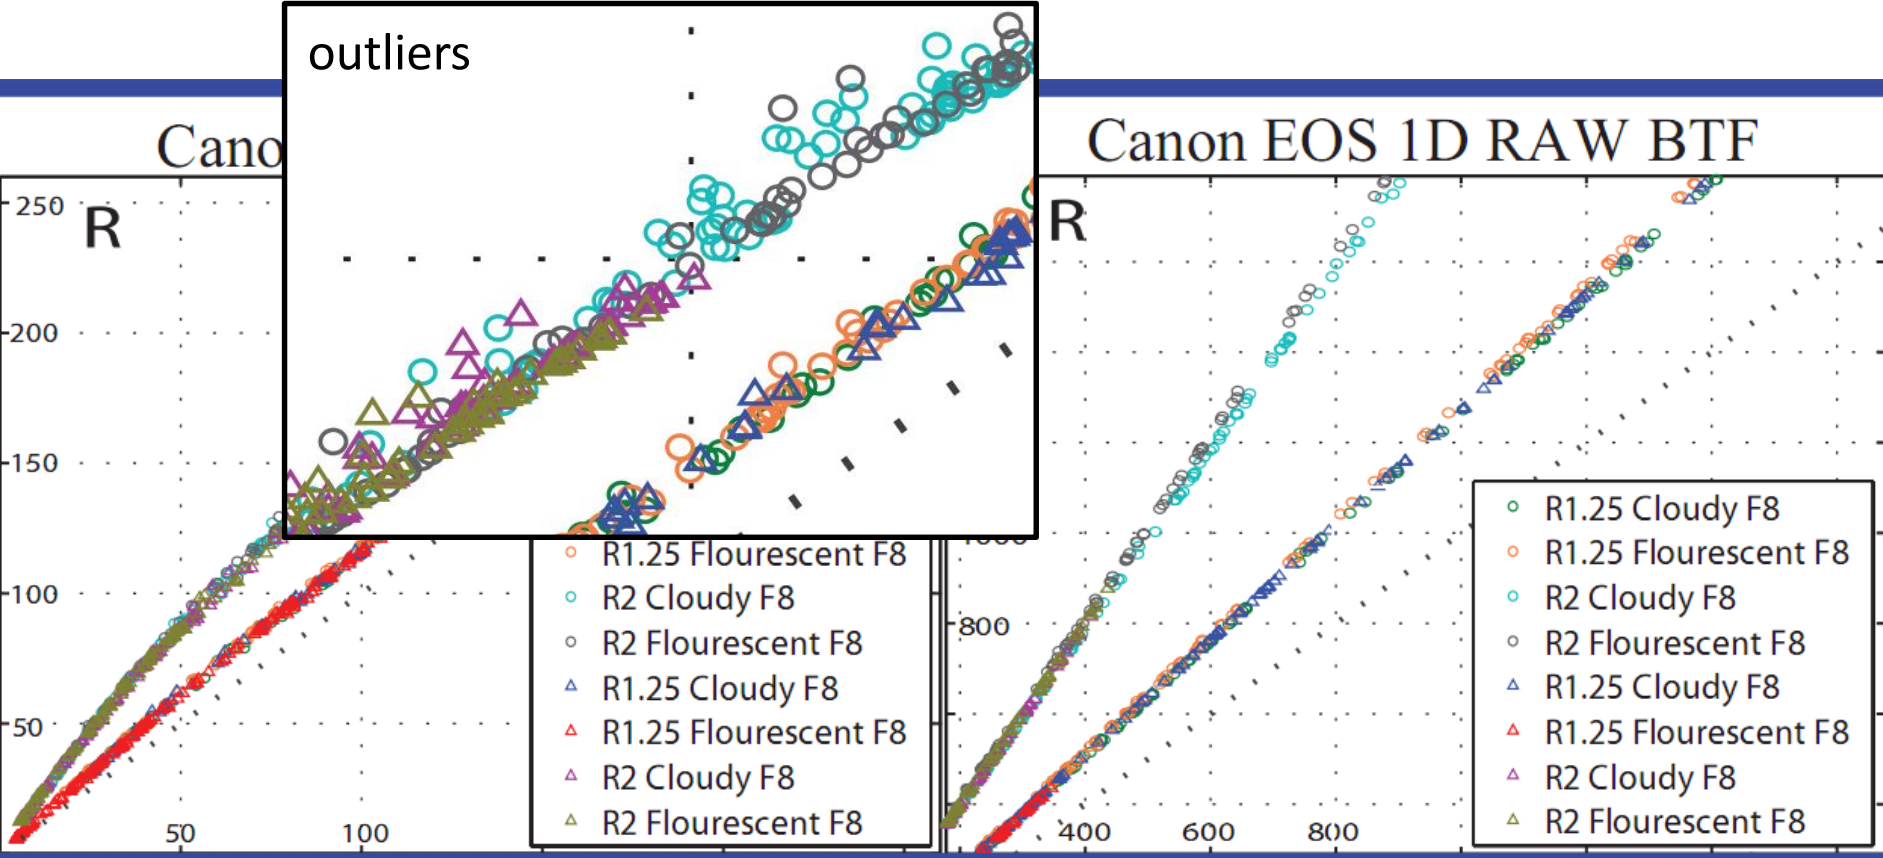 outliers
Cano
Canon EOS 1D RAW BTF
250
R
200
150
100
50
50
100
R1.25 Flourescent F8
R2 Cloudy F8
R2 Flourescent F8
R1.25 Cloudy F8
R1.25 Flourescent F8
R2 Cloudy F8
R2 Flourescent F8
R
800
400
600
800
R1.25 Cloudy F8
R1.25 Flourescent F8
R2 Cloudy F8
R2 Flourescent F8
R1.25 Cloudy F8
R1.25 Flourescent F8
R2 Cloudy F8
R2 Flourescent F8